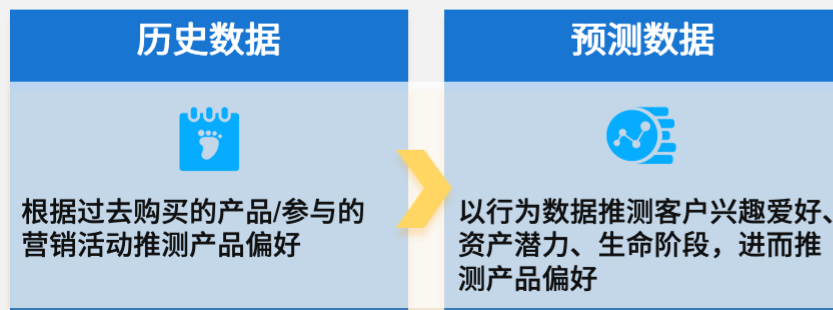 历史数据
根据过去购买的产品/参与的
营销活动推测产品偏好
预测数据
以行为数据推测客户兴趣爱好、
资产潜力、生命阶段，进而推
测产品偏好